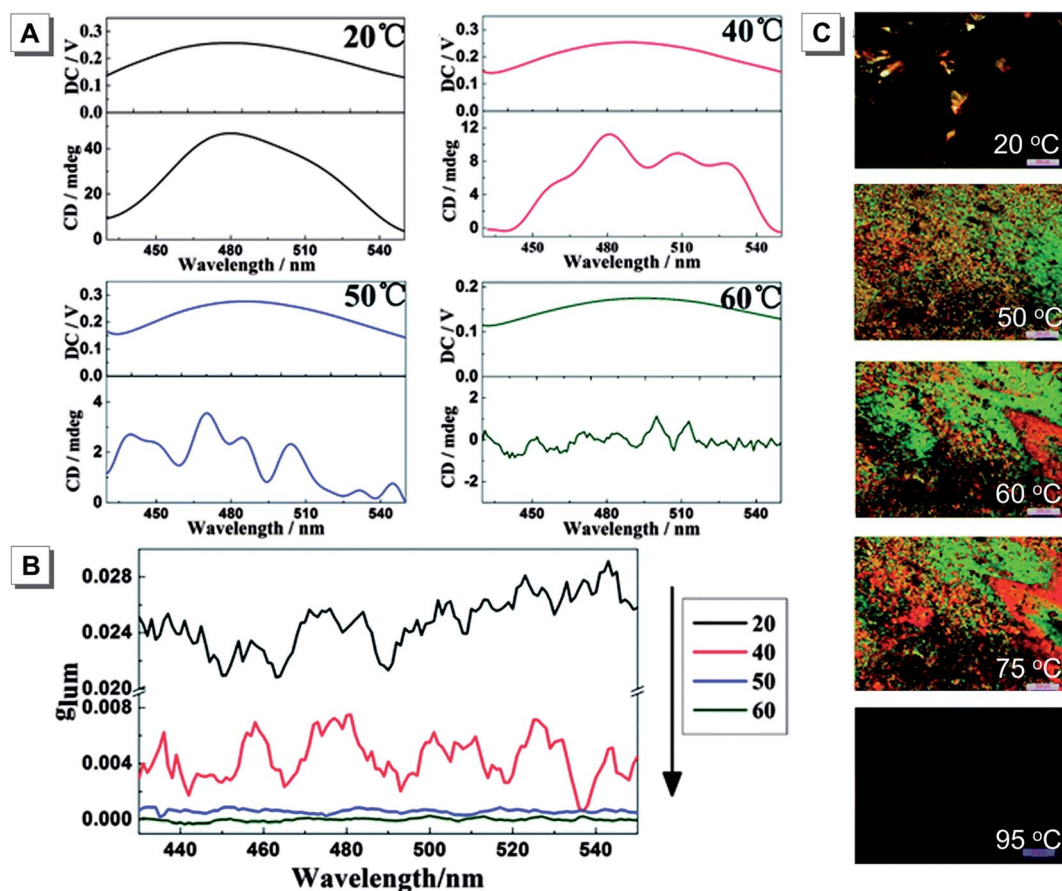 A
20℃
DC / V
0.3
0.2
0.1
0.0
CD / mdeg
40
20
0
450 480 510 540
Wavelength / nm
40℃
DC / V
0.3
0.2
0.1
0.0
CD / mdeg
12
8
4
0
450 480 510 540
Wavelength / nm
50℃
DC / V
0.3
0.2
0.1
0.0
CD / mdeg
4
2
0
450 480 510 540
Wavelength / nm
60℃
DC / V
0.2
0.1
0.0
CD / mdeg
2
0
-2
450 480 510 540
Wavelength / nm
B
glum
0.028
0.024
0.020
0.008
0.004
0.000
440 460 480 500 520 540
Wavelength/nm
20
40
50
60
C
20 °C
50 °C
60 °C
75 °C
95 °C